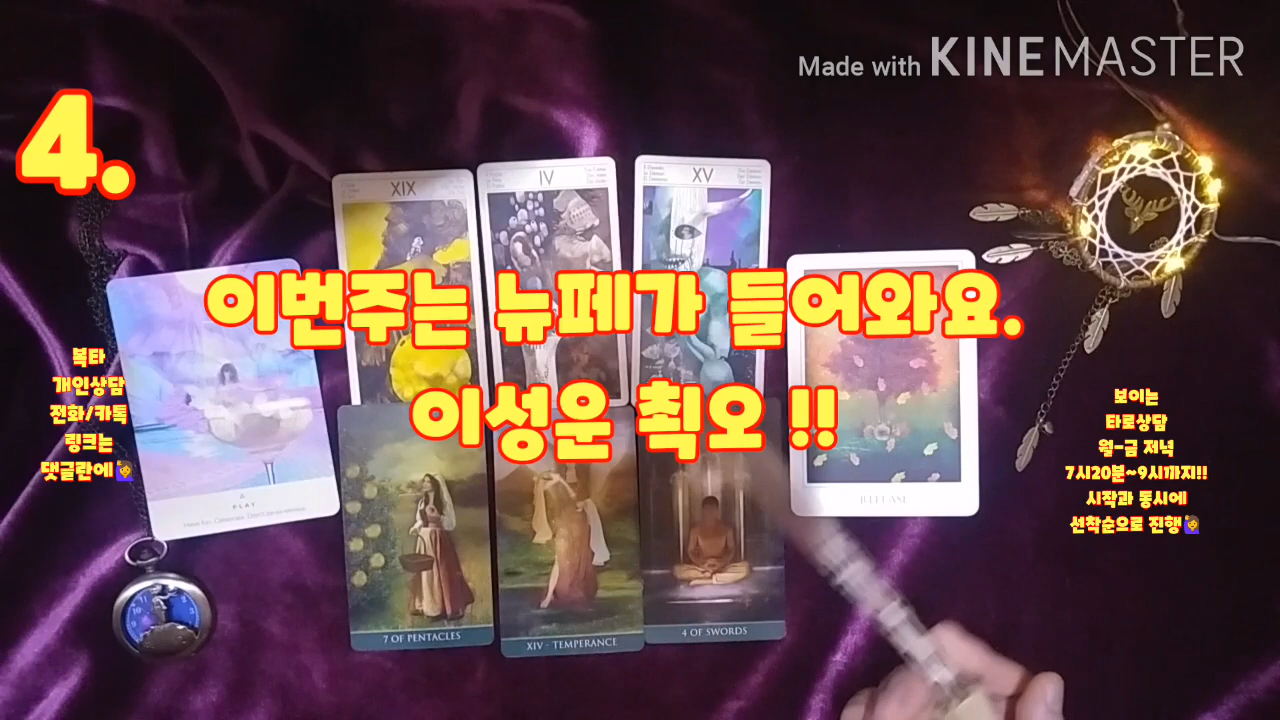 Made with KINEMASTER
4.
XIX
IV
XV
이번주는 뉴페가 들어와요.
이성운 쵝오 !!
복타
개인상담
전화/카톡
링크는
댓글란에🙋‍♀️
보이는
타로상담
월-금 저녁
7시20분~9시까지!!
시작과 동시에
선착순으로 진행🙋‍♀️
PLAY
RELEASE
7 OF PENTACLES
XIV - TEMPERANCE
4 OF SWORDS